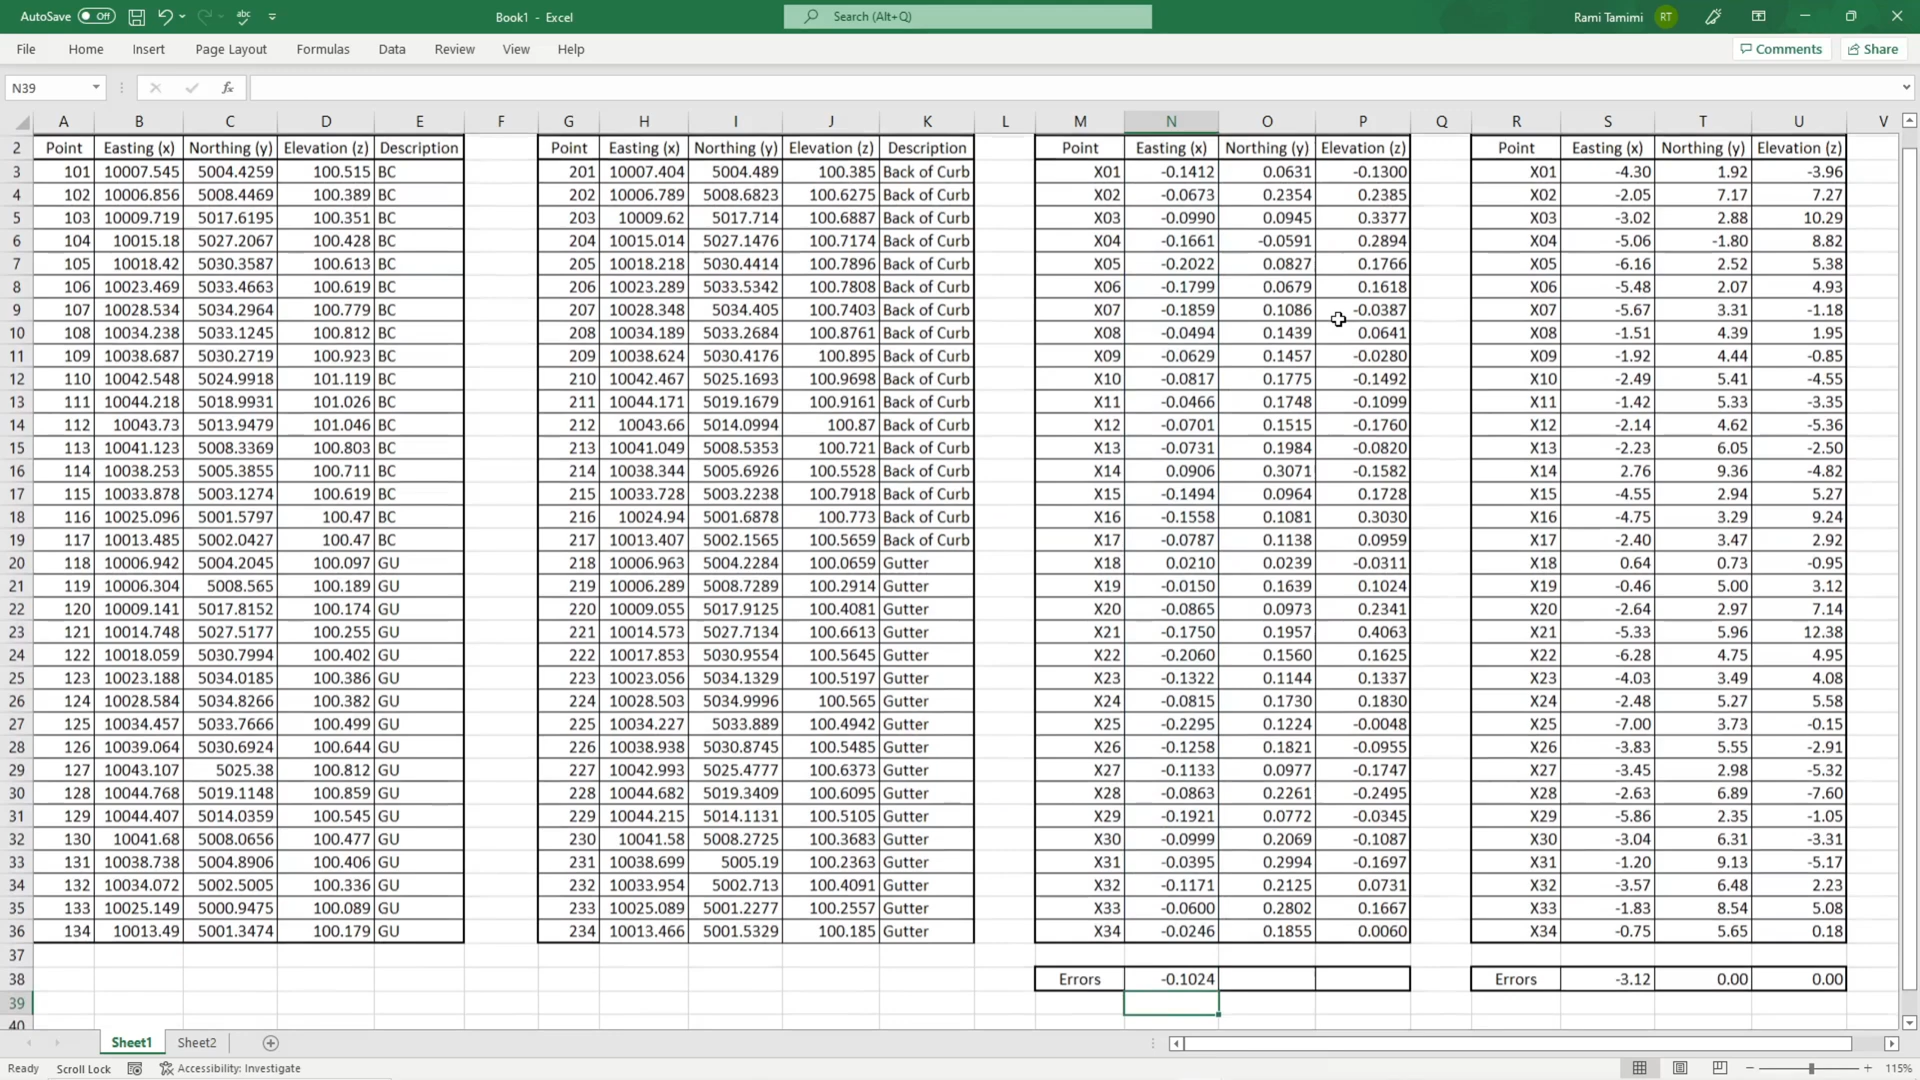 AutoSave Off Book1 - Excel Search (Alt+Q) Rami Tamimi RT
File Home Insert Page Layout Formulas Data Review View Help Comments Share
N39 fx
A B C D E F G H I J K L M N O P Q R S T U V
2 Point Easting (x) Northing (y) Elevation (z) Description Point Easting (x) Northing (y) Elevation (z) Description Point Easting (x) Northing (y) Elevation (z) Point Easting (x) Northing (y) Elevation (z)
3 101 10007.545 5004.4259 100.515 BC 201 10007.404 5004.489 100.385 Back of Curb X01 -0.1412 0.0631 -0.1300 X01 -4.30 1.92 -3.96
4 102 10006.856 5008.4469 100.389 BC 202 10006.789 5008.6823 100.6275 Back of Curb X02 -0.0673 0.2354 0.2385 X02 -2.05 7.17 7.27
5 103 10009.719 5017.6195 100.351 BC 203 10009.62 5017.714 100.6887 Back of Curb X03 -0.0990 0.0945 0.3377 X03 -3.02 2.88 10.29
6 104 10015.18 5027.2067 100.428 BC 204 10015.014 5027.1476 100.7174 Back of Curb X04 -0.1661 -0.0591 0.2894 X04 -5.06 -1.80 8.82
7 105 10018.42 5030.3587 100.613 BC 205 10018.218 5030.4414 100.7896 Back of Curb X05 -0.2022 0.0827 0.1766 X05 -6.16 2.52 5.38
8 106 10023.469 5033.4663 100.619 BC 206 10023.289 5033.5342 100.7808 Back of Curb X06 -0.1799 0.0679 0.1618 X06 -5.48 2.07 4.93
9 107 10028.534 5034.2964 100.779 BC 207 10028.348 5034.405 100.7403 Back of Curb X07 -0.1859 0.1086 -0.0387 X07 -5.67 3.31 -1.18
10 108 10034.238 5033.1245 100.812 BC 208 10034.189 5033.2684 100.8761 Back of Curb X08 -0.0494 0.1439 0.0641 X08 -1.51 4.39 1.95
11 109 10038.687 5030.2719 100.923 BC 209 10038.624 5030.4176 100.895 Back of Curb X09 -0.0629 0.1457 -0.0280 X09 -1.92 4.44 -0.85
12 110 10042.548 5024.9918 101.119 BC 210 10042.467 5025.1693 100.9698 Back of Curb X10 -0.0817 0.1775 -0.1492 X10 -2.49 5.41 -4.55
13 111 10044.218 5018.9931 101.026 BC 211 10044.171 5019.1679 100.9161 Back of Curb X11 -0.0466 0.1748 -0.1099 X11 -1.42 5.33 -3.35
14 112 10043.73 5013.9479 101.046 BC 212 10043.66 5014.0994 100.87 Back of Curb X12 -0.0701 0.1515 -0.1760 X12 -2.14 4.62 -5.36
15 113 10041.123 5008.3369 100.803 BC 213 10041.049 5008.5353 100.721 Back of Curb X13 -0.0731 0.1984 -0.0820 X13 -2.23 6.05 -2.50
16 114 10038.253 5005.3855 100.711 BC 214 10038.344 5005.6926 100.5528 Back of Curb X14 0.0906 0.3071 -0.1582 X14 2.76 9.36 -4.82
17 115 10033.878 5003.1274 100.619 BC 215 10033.728 5003.2238 100.7918 Back of Curb X15 -0.1494 0.0964 0.1728 X15 -4.55 2.94 5.27
18 116 10025.096 5001.5797 100.47 BC 216 10024.94 5001.6878 100.773 Back of Curb X16 -0.1558 0.1081 0.3030 X16 -4.75 3.29 9.24
19 117 10013.485 5002.0427 100.47 BC 217 10013.407 5002.1565 100.5659 Back of Curb X17 -0.0787 0.1138 0.0959 X17 -2.40 3.47 2.92
20 118 10006.942 5004.2045 100.097 GU 218 10006.963 5004.2284 100.0659 Gutter X18 0.0210 0.0239 -0.0311 X18 0.64 0.73 -0.95
21 119 10006.304 5008.565 100.189 GU 219 10006.289 5008.7289 100.2914 Gutter X19 -0.0150 0.1639 0.1024 X19 -0.46 5.00 3.12
22 120 10009.141 5017.8152 100.174 GU 220 10009.055 5017.9125 100.4081 Gutter X20 -0.0865 0.0973 0.2341 X20 -2.64 2.97 7.14
23 121 10014.748 5027.5177 100.255 GU 221 10014.573 5027.7134 100.6613 Gutter X21 -0.1750 0.1957 0.4063 X21 -5.33 5.96 12.38
24 122 10018.059 5030.7994 100.402 GU 222 10017.853 5030.9554 100.5645 Gutter X22 -0.2060 0.1560 0.1625 X22 -6.28 4.75 4.95
25 123 10023.188 5034.0185 100.386 GU 223 10023.056 5034.1329 100.5197 Gutter X23 -0.1322 0.1144 0.1337 X23 -4.03 3.49 4.08
26 124 10028.584 5034.8266 100.382 GU 224 10028.503 5034.9996 100.565 Gutter X24 -0.0815 0.1730 0.1830 X24 -2.48 5.27 5.58
27 125 10034.457 5033.7666 100.499 GU 225 10034.227 5033.889 100.4942 Gutter X25 -0.2295 0.1224 -0.0048 X25 -7.00 3.73 -0.15
28 126 10039.064 5030.6924 100.644 GU 226 10038.938 5030.8745 100.5485 Gutter X26 -0.1258 0.1821 -0.0955 X26 -3.83 5.55 -2.91
29 127 10043.107 5025.38 100.812 GU 227 10042.993 5025.4777 100.6373 Gutter X27 -0.1133 0.0977 -0.1747 X27 -3.45 2.98 -5.32
30 128 10044.768 5019.1148 100.859 GU 228 10044.682 5019.3409 100.6095 Gutter X28 -0.0863 0.2261 -0.2495 X28 -2.63 6.89 -7.60
31 129 10044.407 5014.0359 100.545 GU 229 10044.215 5014.1131 100.5105 Gutter X29 -0.1921 0.0772 -0.0345 X29 -5.86 2.35 -1.05
32 130 10041.68 5008.0656 100.477 GU 230 10041.58 5008.2725 100.3683 Gutter X30 -0.0999 0.2069 -0.1087 X30 -3.04 6.31 -3.31
33 131 10038.738 5004.8906 100.406 GU 231 10038.699 5005.19 100.2363 Gutter X31 -0.0395 0.2994 -0.1697 X31 -1.20 9.13 -5.17
34 132 10034.072 5002.5005 100.336 GU 232 10033.954 5002.713 100.4091 Gutter X32 -0.1171 0.2125 0.0731 X32 -3.57 6.48 2.23
35 133 10025.149 5000.9475 100.089 GU 233 10025.089 5001.2277 100.2557 Gutter X33 -0.0600 0.2802 0.1667 X33 -1.83 8.54 5.08
36 134 10013.49 5001.3474 100.179 GU 234 10013.466 5001.5329 100.185 Gutter X34 -0.0246 0.1855 0.0060 X34 -0.75 5.65 0.18
37
38 Errors -0.1024 Errors -3.12 0.00 0.00
39
40
Sheet1 Sheet2
Ready Scroll Lock Accessibility: Investigate 115%